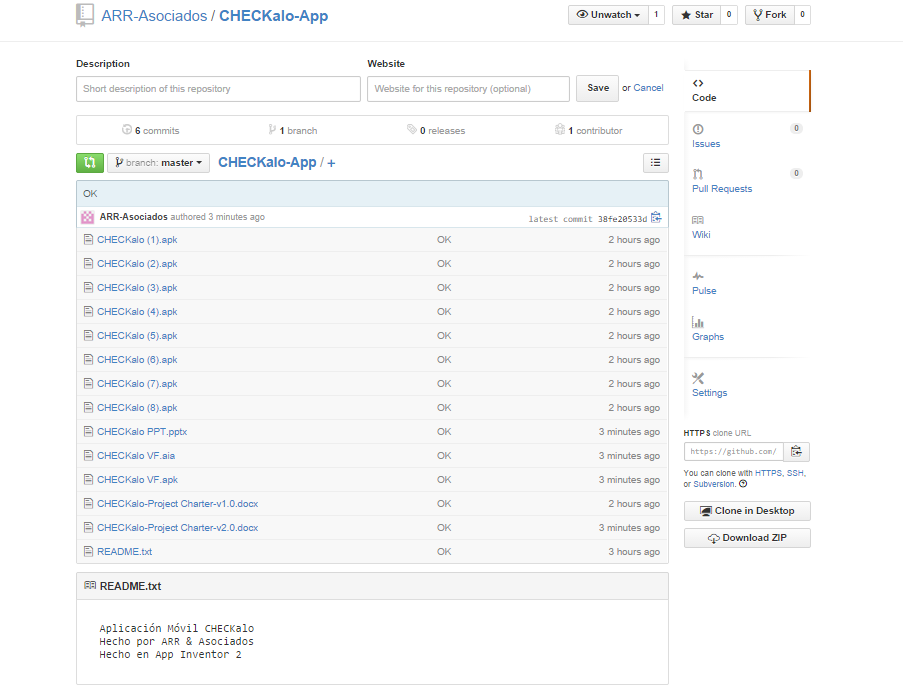 ARR-Asociados / CHECKalo-App
Unwatch 1 Star 0 Fork 0
Description Website
Short description of this repository Website for this repository (optional) Save or Cancel
6 commits 1 branch 0 releases 1 contributor
branch: master CHECKalo-App / +
OK
ARR-Asociados authored 3 minutes ago latest commit 38fe20533d
CHECKalo (1).apk OK 2 hours ago
CHECKalo (2).apk OK 2 hours ago
CHECKalo (3).apk OK 2 hours ago
CHECKalo (4).apk OK 2 hours ago
CHECKalo (5).apk OK 2 hours ago
CHECKalo (6).apk OK 2 hours ago
CHECKalo (7).apk OK 2 hours ago
CHECKalo (8).apk OK 2 hours ago
CHECKalo PPT.pptx OK 3 minutes ago
CHECKalo VF.aia OK 3 minutes ago
CHECKalo VF.apk OK 3 minutes ago
CHECKalo-Project Charter-v1.0.docx OK 2 hours ago
CHECKalo-Project Charter-v2.0.docx OK 3 minutes ago
README.txt OK 3 hours ago
README.txt
Aplicación Móvil CHECKalo
Hecho por ARR & Asociados
Hecho en App Inventor 2
Code
Issues 0
Pull Requests 0
Wiki
Pulse
Graphs
Settings
HTTPS clone URL
https://github.com/
You can clone with HTTPS, SSH,
or Subversion.
Clone in Desktop
Download ZIP